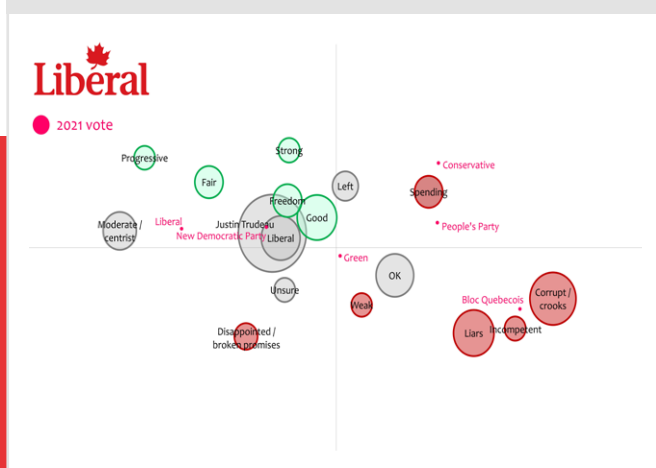 Liberal
2021 vote
Strong
Progressive
Conservative
Fair
Left
Spending
Freedom
Good
Moderate /
centrist
Liberal
Justin Trudeau
New Democratic Party
Liberal
People's Party
Green
OK
Unsure
Weak
Bloc Quebecois
Corrupt /
crooks
Disappointed /
broken promises
Liars
Incompetent